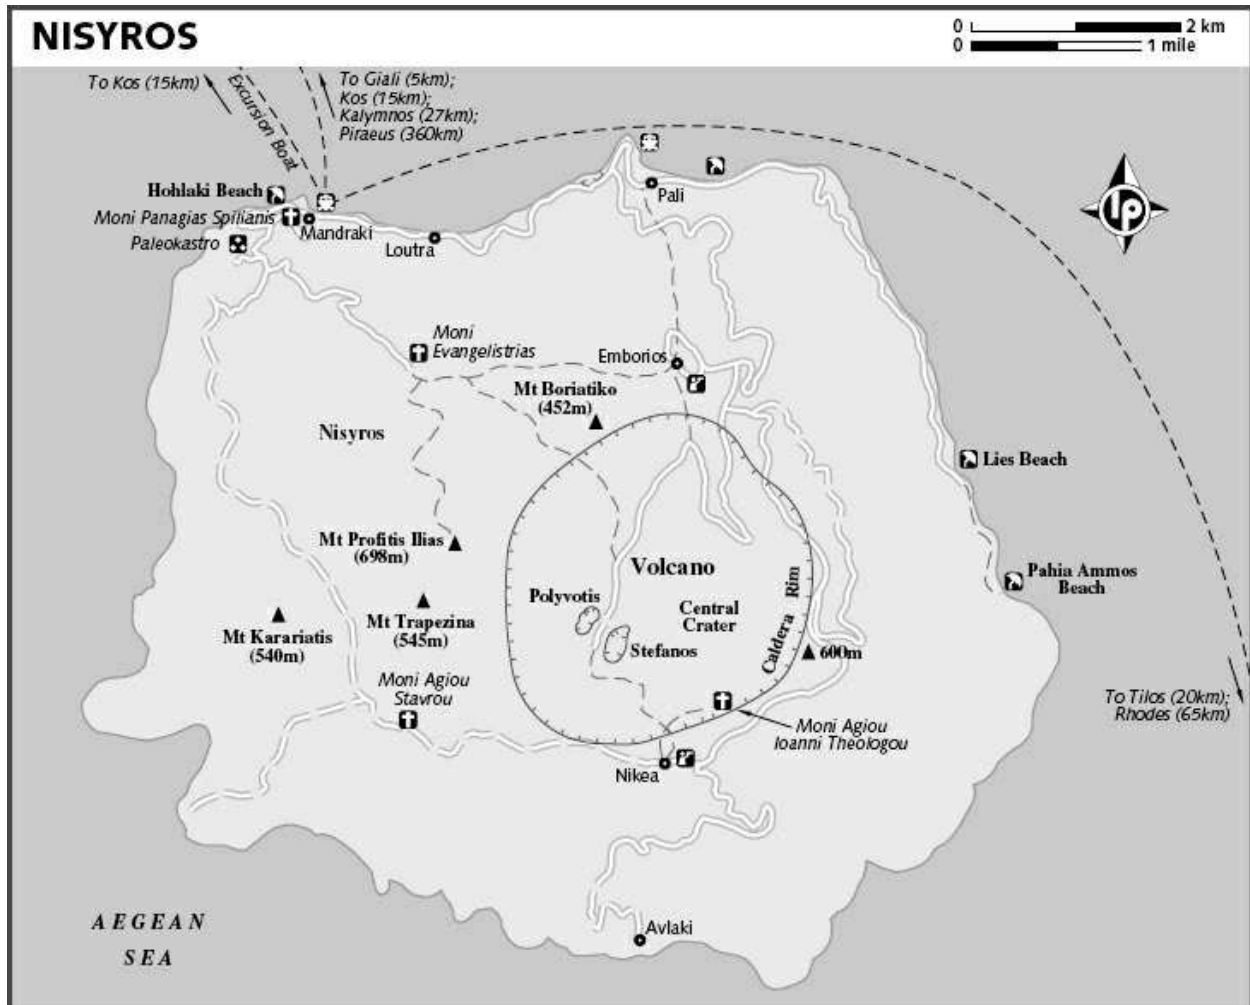 NISYROS
0 2 km
0 1 mile
To Kos (15km)
Excursion Boat
To Giali (5km);
Kos (15km);
Kalymnos (27km);
Piraeus (360km)
Hohlaki Beach
Moni Panagias Spilianis
Mandraki
Paleokastro
Loutra
Pali
lp
Moni
Evangelistrias
Emborios
Mt Boriatiko
(452m)
Nisyros
Lies Beach
Mt Profitis Ilias
(698m)
Volcano
Pahia Ammos
Beach
Polyvotis
Central
Crater
Caldera Rim
Mt Karariatis
(540m)
Mt Trapezina
(545m)
Stefanos
600m
Moni Agiou
Stavrou
To Tilos (20km);
Rhodes (65km)
Moni Agiou
Ioanni Theologou
Nikea
Avlaki
AEGEAN
SEA